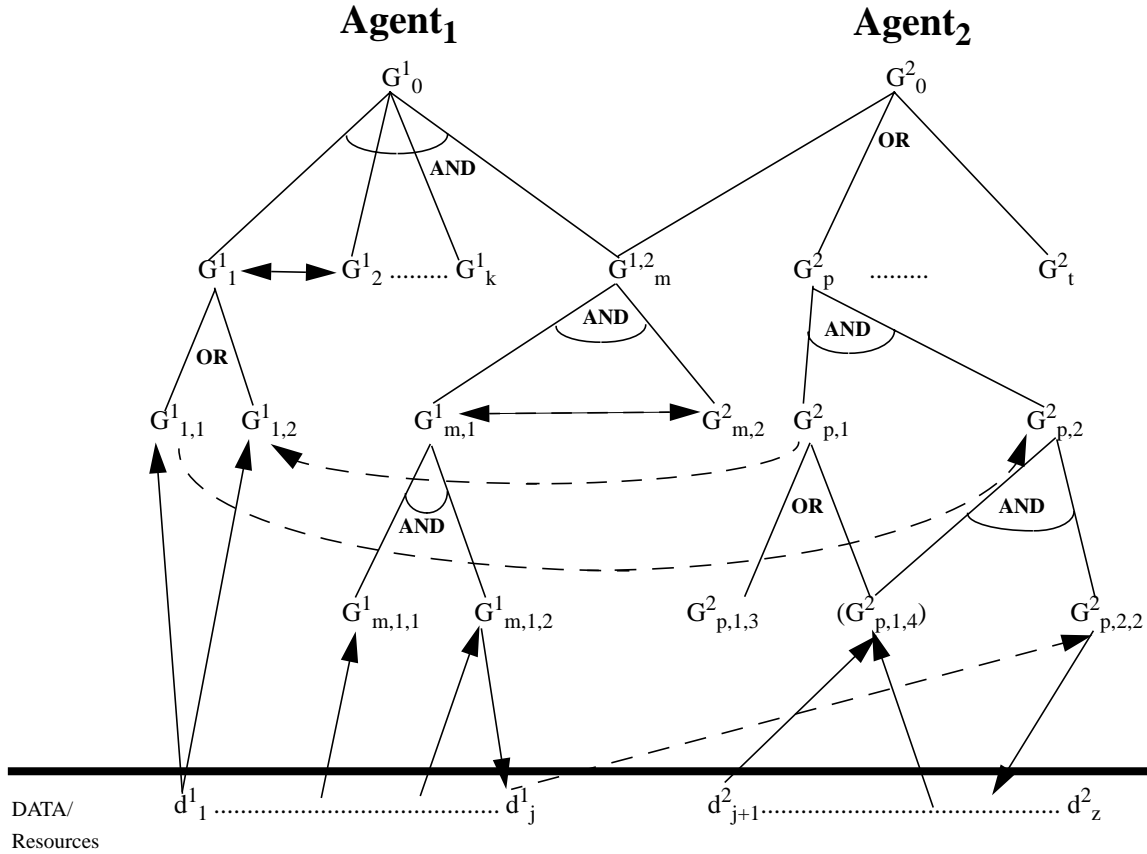 Agent₁ Agent₂
G¹₀ G²₀
AND OR
G¹₁ G¹₂ ......... G¹ₖ G¹,²ₘ G²ₚ ......... G²ₜ
OR AND AND
G¹₁,₁ G¹₁,₂ G¹ₘ,₁ G²ₘ,₂ G²ₚ,₁ G²ₚ,₂
AND OR AND
G¹ₘ,₁,₁ G¹ₘ,₁,₂ G²ₚ,₁,₃ (G²ₚ,₁,₄) G²ₚ,₂,₂
DATA/ d¹₁ ........................................ d¹ⱼ d²ⱼ₊₁ .......................................... d²_z
Resources